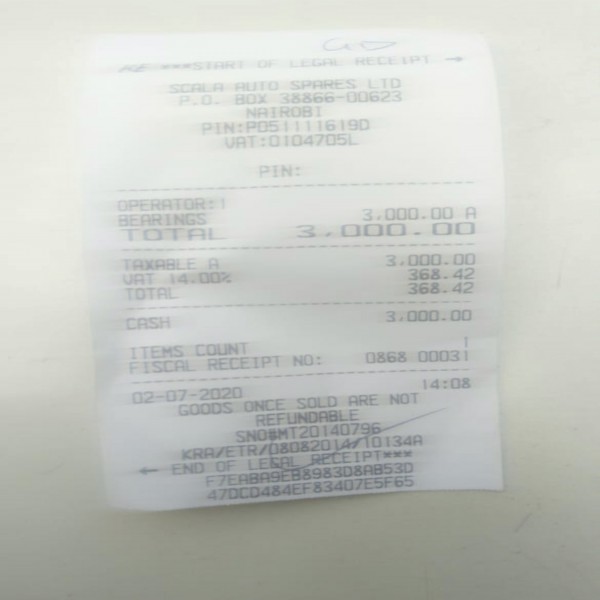 ***START OF LEGAL RECEIPT →
SCALA AUTO SPARES LTD
P.O. BOX 38866-00623
NAIROBI
PIN:P051111619D
VAT:0104705L
PIN:
OPERATOR:1
BEARINGS 3,000.00 A
TOTAL 3,000.00
TAXABLE A 3,000.00
VAT 14.00% 368.42
TOTAL 368.42
CASH 3,000.00
ITEMS COUNT 1
FISCAL RECEIPT NO: 0868 00031
02-07-2020 14:08
GOODS ONCE SOLD ARE NOT
REFUNDABLE
SNO#MT20140796
KRA/ETR/08082014/10134A
← END OF LEGAL RECEIPT***
F7EABA9EB8983D8AB53D
47DCD484EF83407E5F65